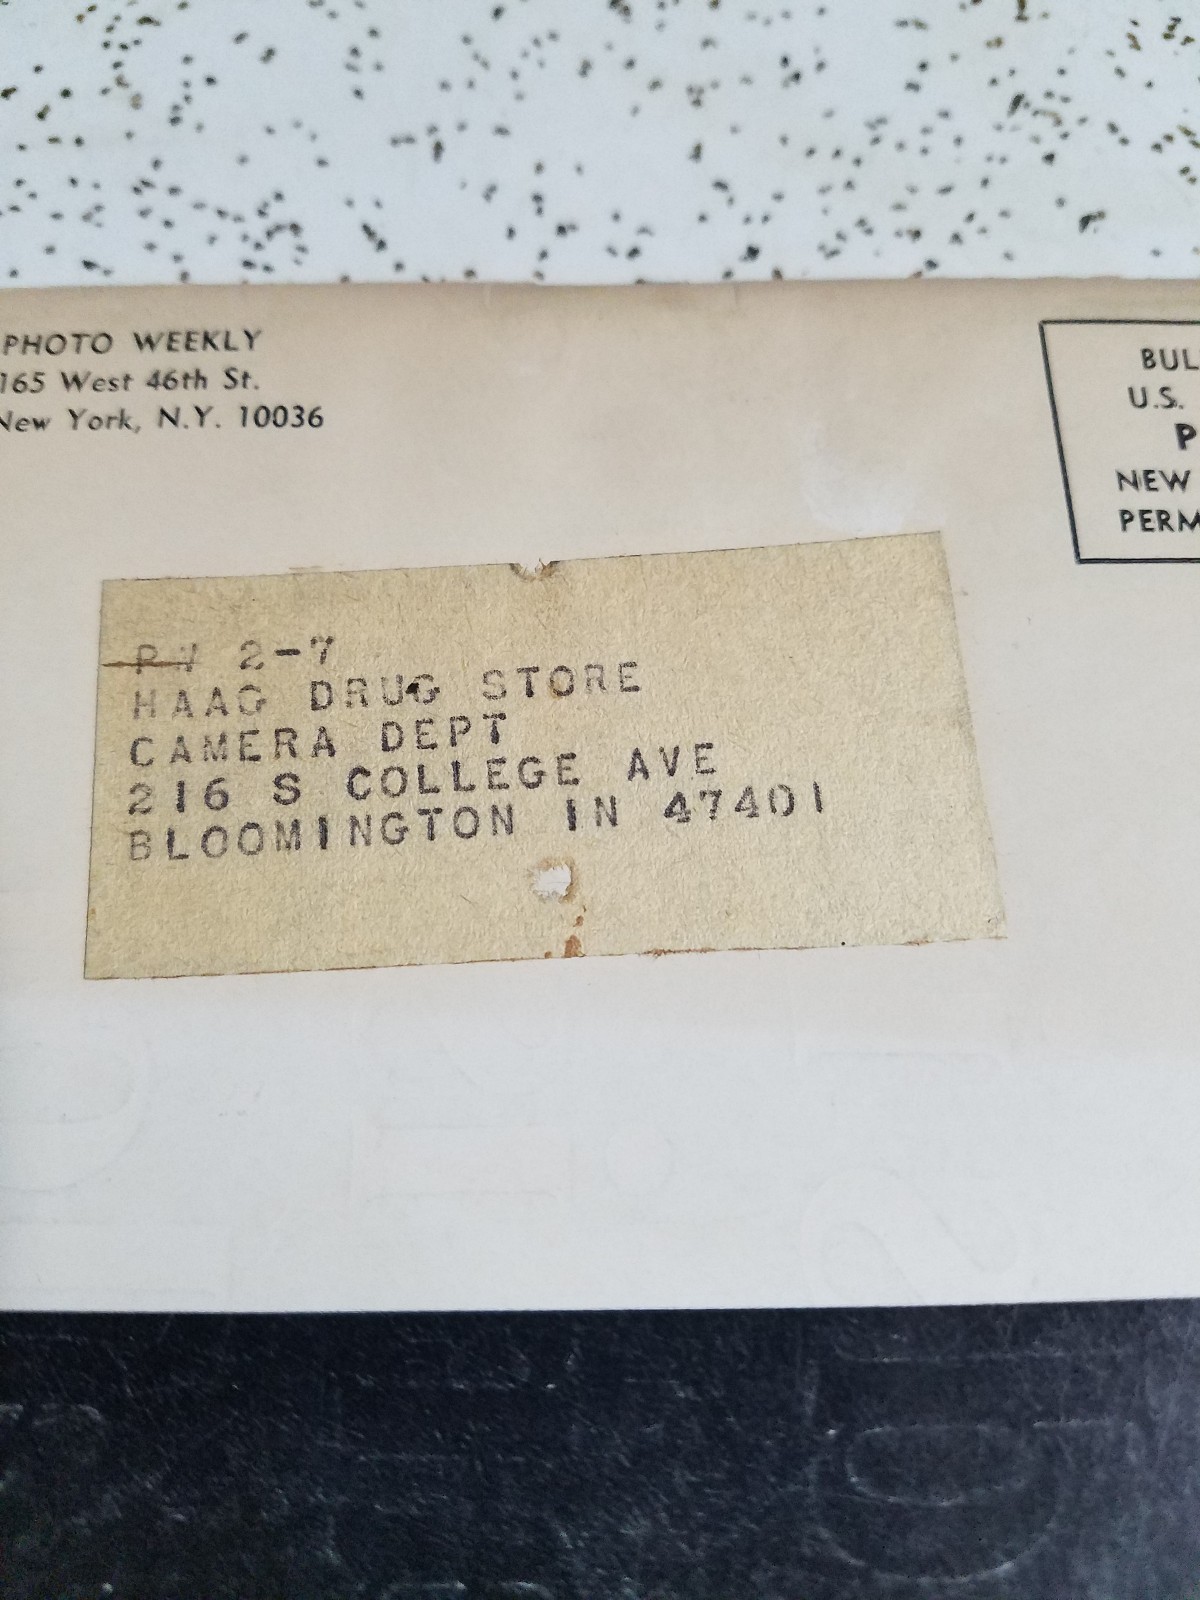 PHOTO WEEKLY
165 West 46th St.
New York, N.Y. 10036
BUL
U.S.
P
NEW
PERM
PW 2-7
HAAG DRUG STORE
CAMERA DEPT
216 S COLLEGE AVE
BLOOMINGTON IN 47401